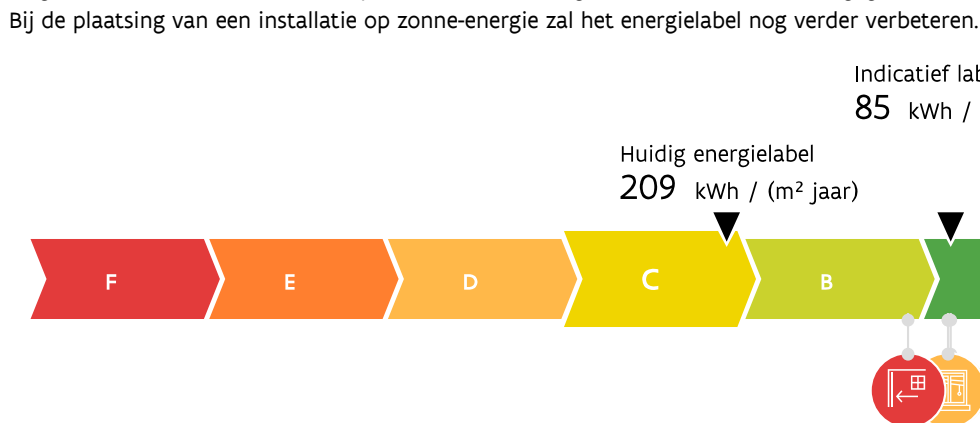 Bij de plaatsing van een installatie op zonne-energie zal het energielabel nog verder verbeteren.
Indicatief
85 kWh /
Huidig energielabel
209 kWh / (m² jaar)
F E D C B